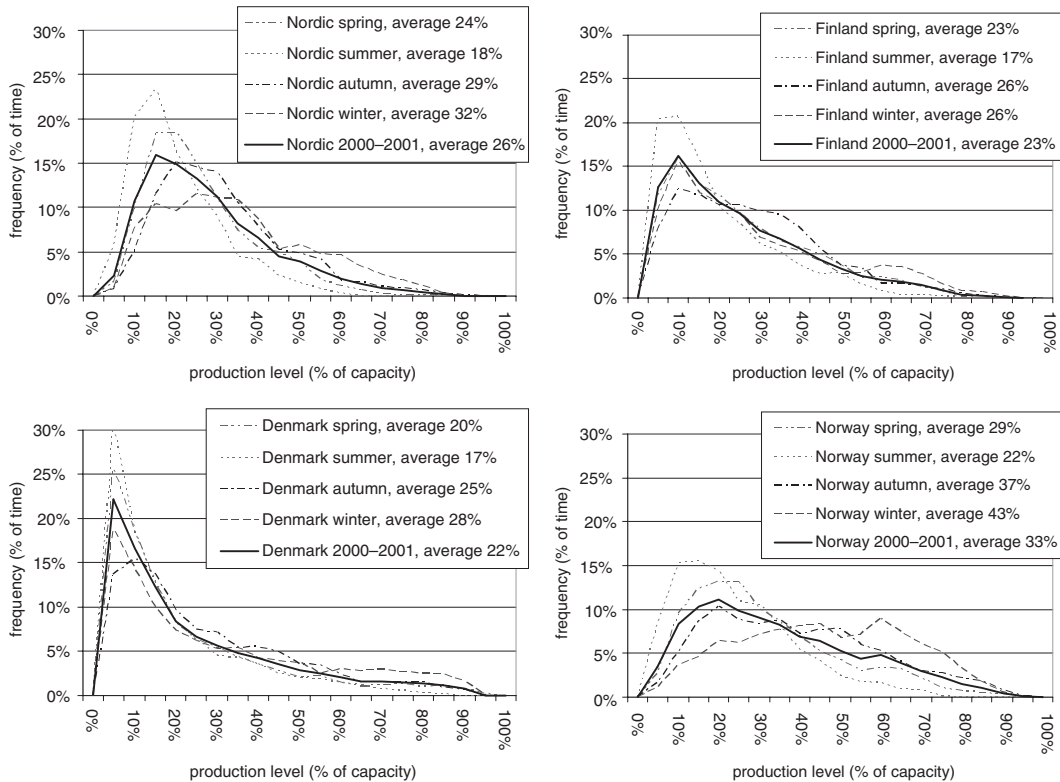 30%
25%
20%
15%
10%
5%
0%
frequency (% of time)
Nordic spring, average 24%
Nordic summer, average 18%
Nordic autumn, average 29%
Nordic winter, average 32%
Nordic 2000–2001, average 26%
0%
10%
20%
30%
40%
50%
60%
70%
80%
90%
100%
production level (% of capacity)
30%
25%
20%
15%
10%
5%
0%
frequency (% of time)
Finland spring, average 23%
Finland summer, average 17%
Finland autumn, average 26%
Finland winter, average 26%
Finland 2000–2001, average 23%
0%
10%
20%
30%
40%
50%
60%
70%
80%
90%
100%
production level (% of capacity)
30%
25%
20%
15%
10%
5%
0%
frequency (% of time)
Denmark spring, average 20%
Denmark summer, average 17%
Denmark autumn, average 25%
Denmark winter, average 28%
Denmark 2000–2001, average 22%
0%
10%
20%
30%
40%
50%
60%
70%
80%
90%
100%
production level (% of capacity)
30%
25%
20%
15%
10%
5%
0%
frequency (% of time)
Norway spring, average 29%
Norway summer, average 22%
Norway autumn, average 37%
Norway winter, average 43%
Norway 2000–2001, average 33%
0%
10%
20%
30%
40%
50%
60%
70%
80%
90%
100%
production level (% of capacity)